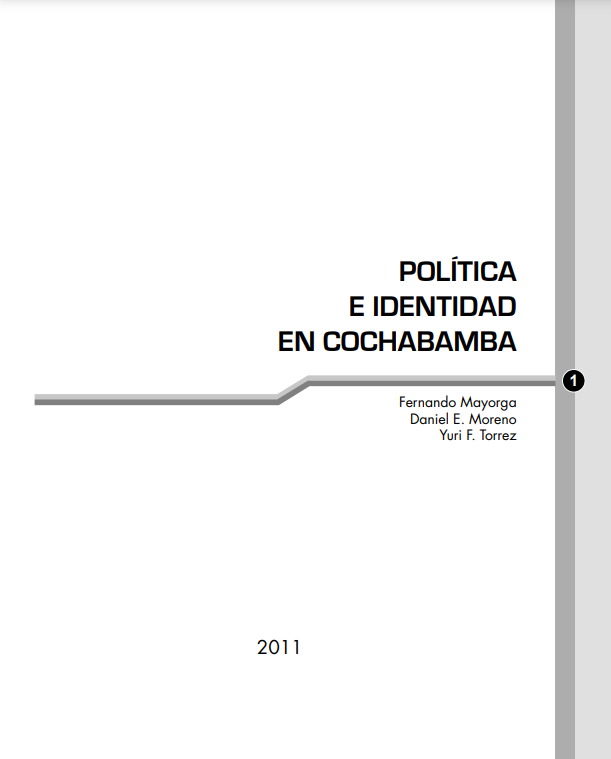 POLÍTICA
E IDENTIDAD
EN COCHABAMBA
1
Fernando Mayorga
Daniel E. Moreno
Yuri F. Torrez
2011